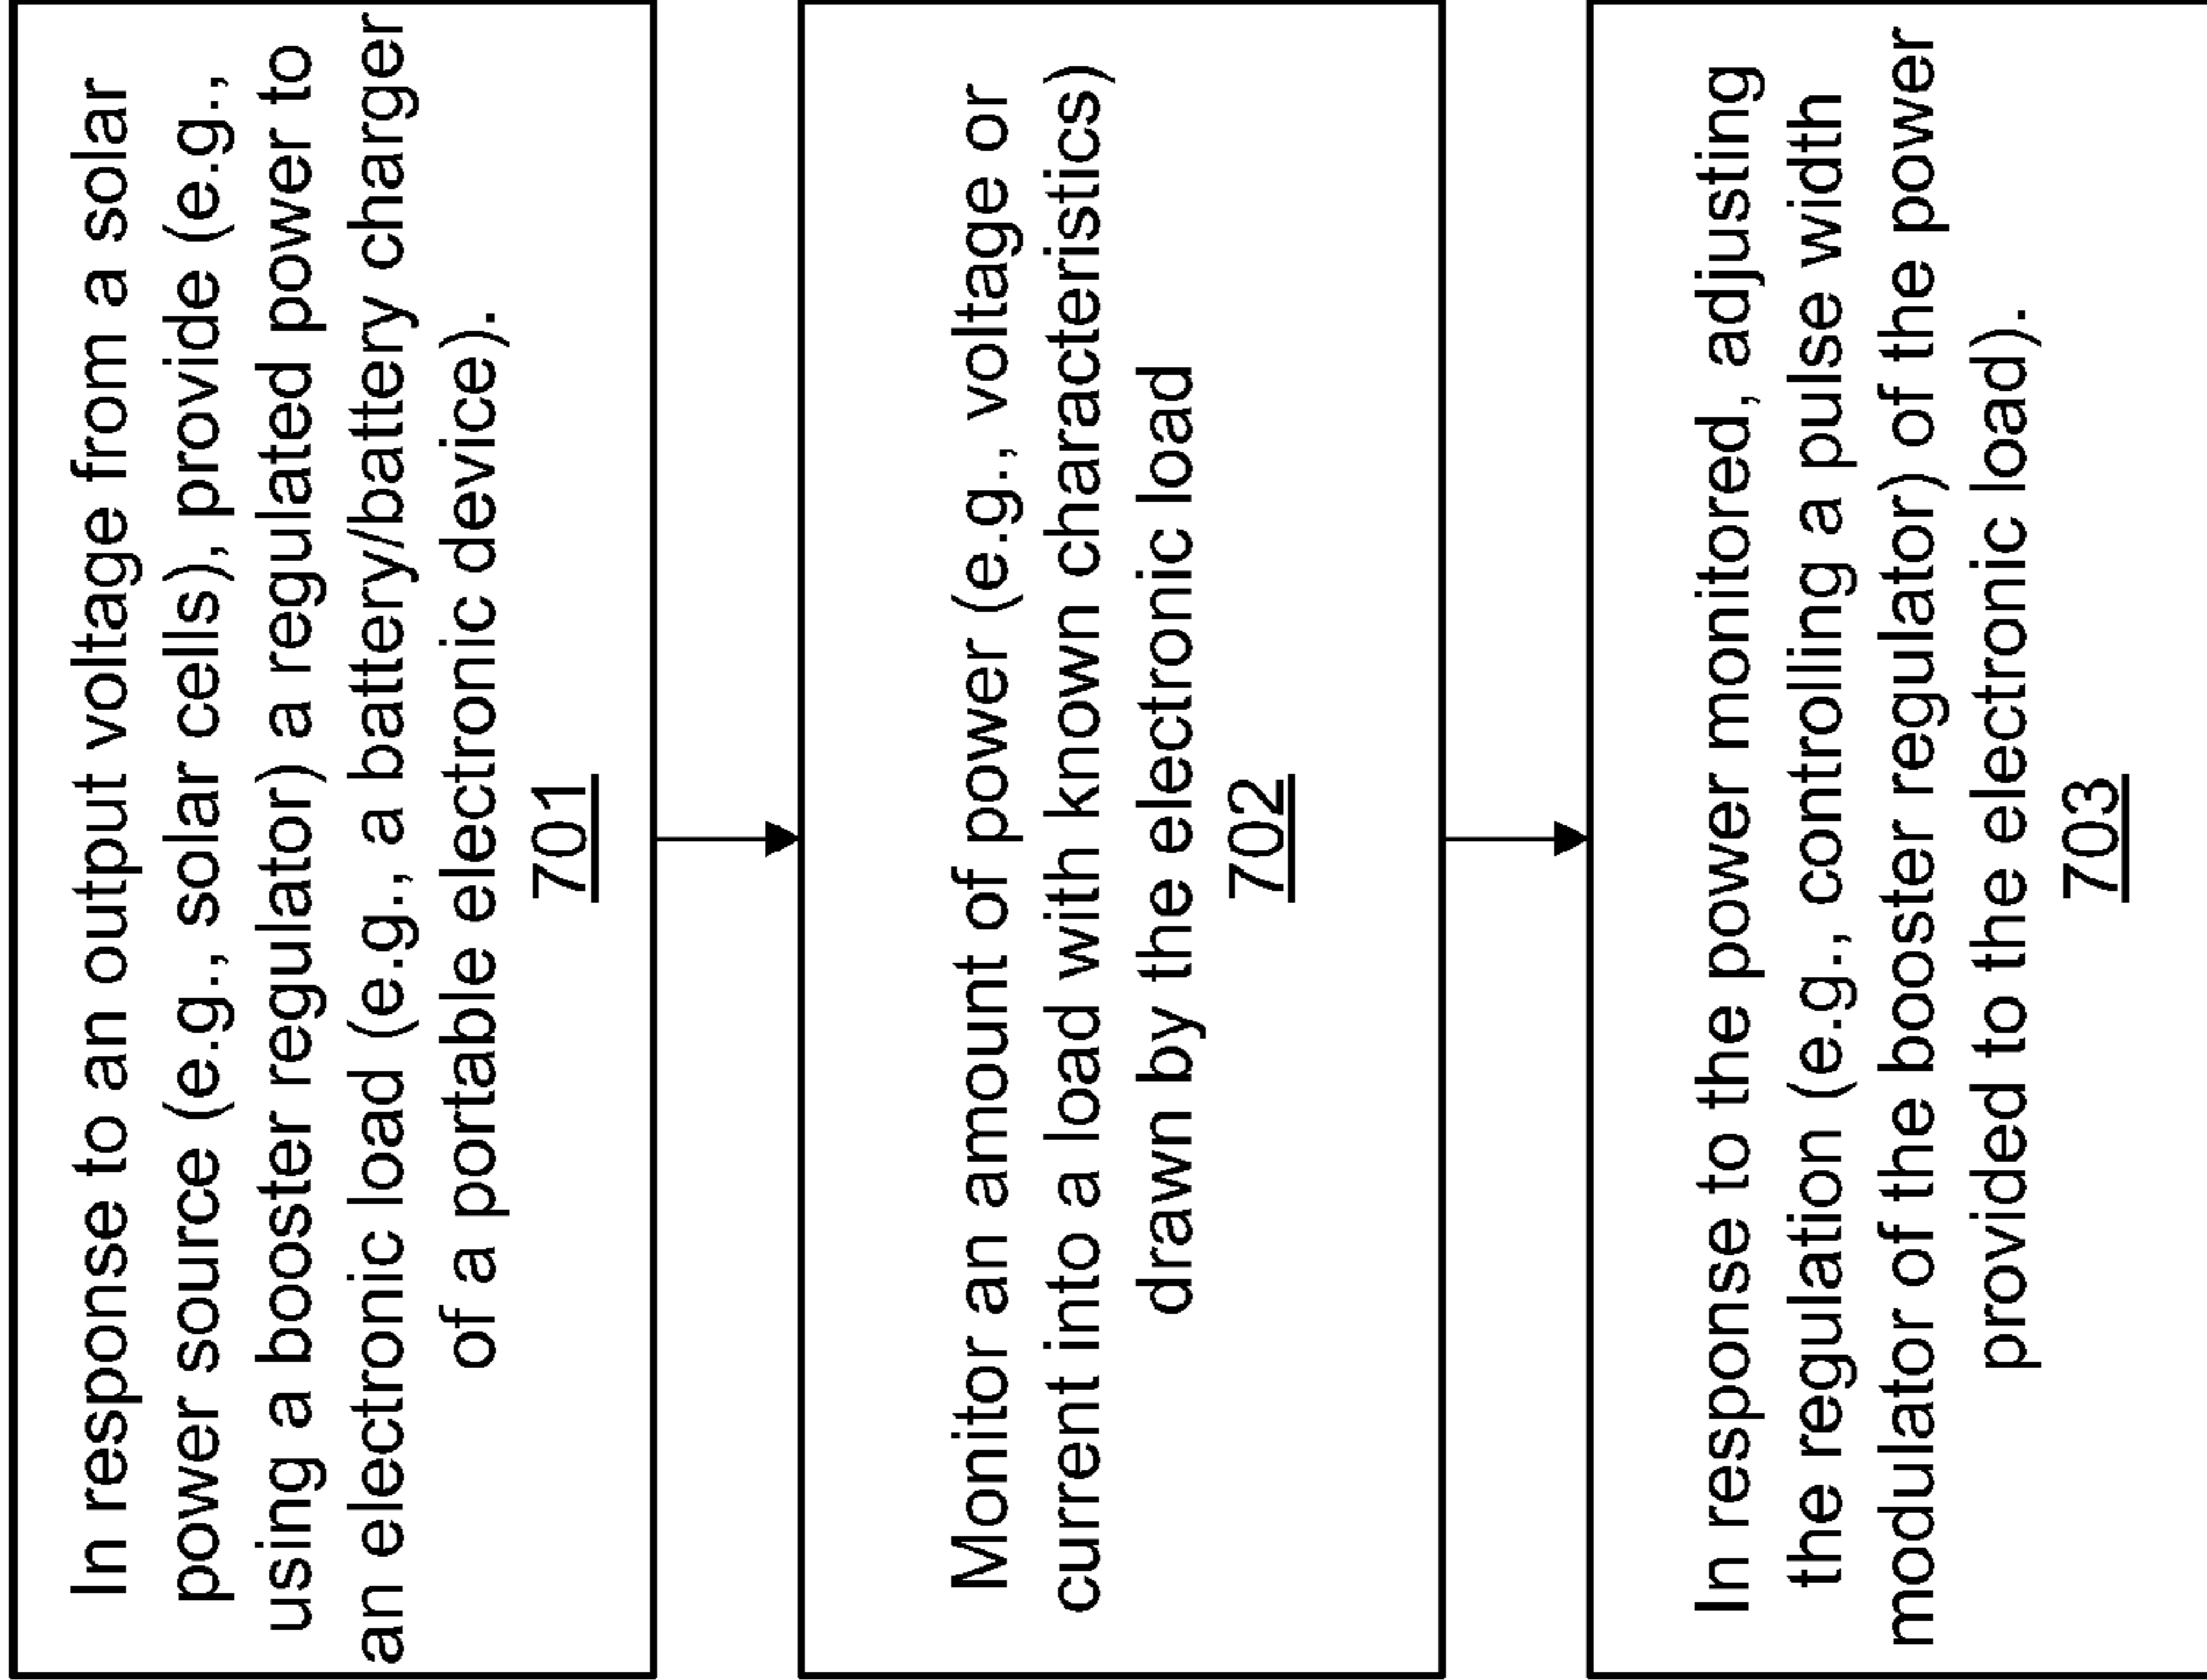 In response to an output voltage from a solar
power source (e.g., solar cells), provide (e.g.,
using a booster regulator) a regulated power to
an electronic load (e.g., a battery/battery charger
of a portable electronic device).
701
Monitor an amount of power (e.g., voltage or
current into a load with known characteristics)
drawn by the electronic load
702
In response to the power monitored, adjusting
the regulation (e.g., controlling a pulse width
modulator of the booster regulator) of the power
provided to the electronic load).
703